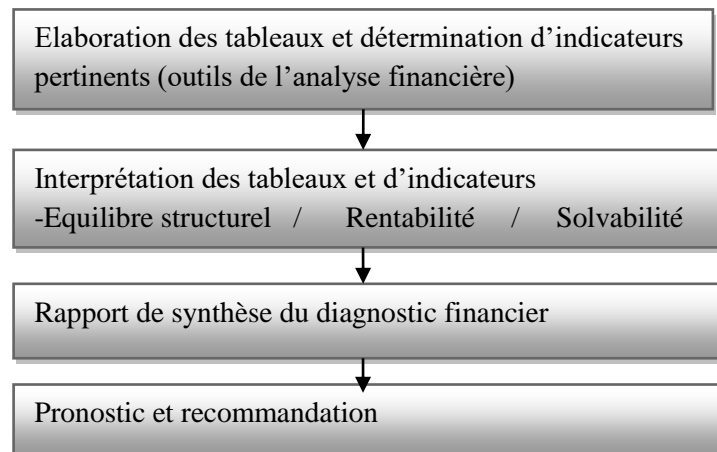 Elaboration des tableaux et détermination d’indicateurs
pertinents (outils de l’analyse financière)
Interprétation des tableaux et d’indicateurs
-Equilibre structurel / Rentabilité / Solvabilité
Rapport de synthèse du diagnostic financier
Pronostic et recommandation